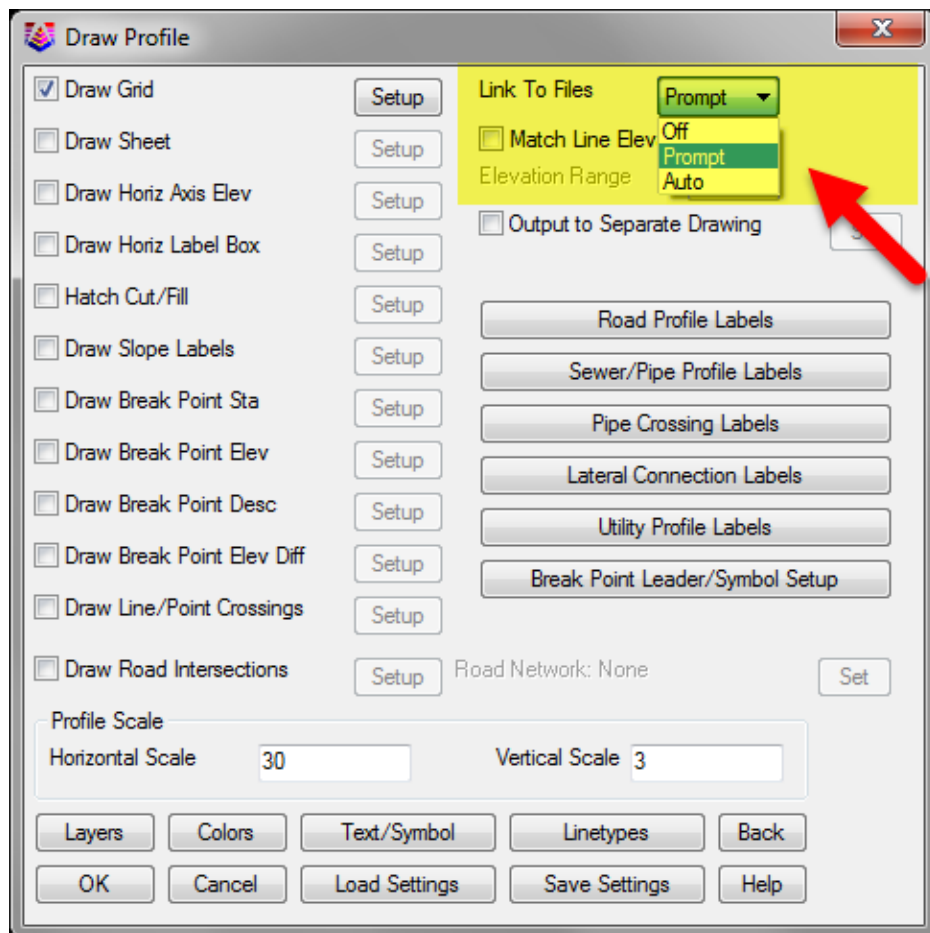 Draw Profile
Draw Grid Setup
Draw Sheet Setup
Draw Horiz Axis Elev Setup
Draw Horiz Label Box Setup
Hatch Cut/Fill Setup
Draw Slope Labels Setup
Draw Break Point Sta Setup
Draw Break Point Elev Setup
Draw Break Point Desc Setup
Draw Break Point Elev Diff Setup
Draw Line/Point Crossings Setup
Draw Road Intersections Setup
Link To Files Prompt
Off
Prompt
Auto
Match Line Elev
Elevation Range
Output to Separate Drawing
Road Profile Labels
Sewer/Pipe Profile Labels
Pipe Crossing Labels
Lateral Connection Labels
Utility Profile Labels
Break Point Leader/Symbol Setup
Road Network: None Set
Profile Scale
Horizontal Scale 30 Vertical Scale 3
Layers Colors Text/Symbol Linetypes Back
OK Cancel Load Settings Save Settings Help